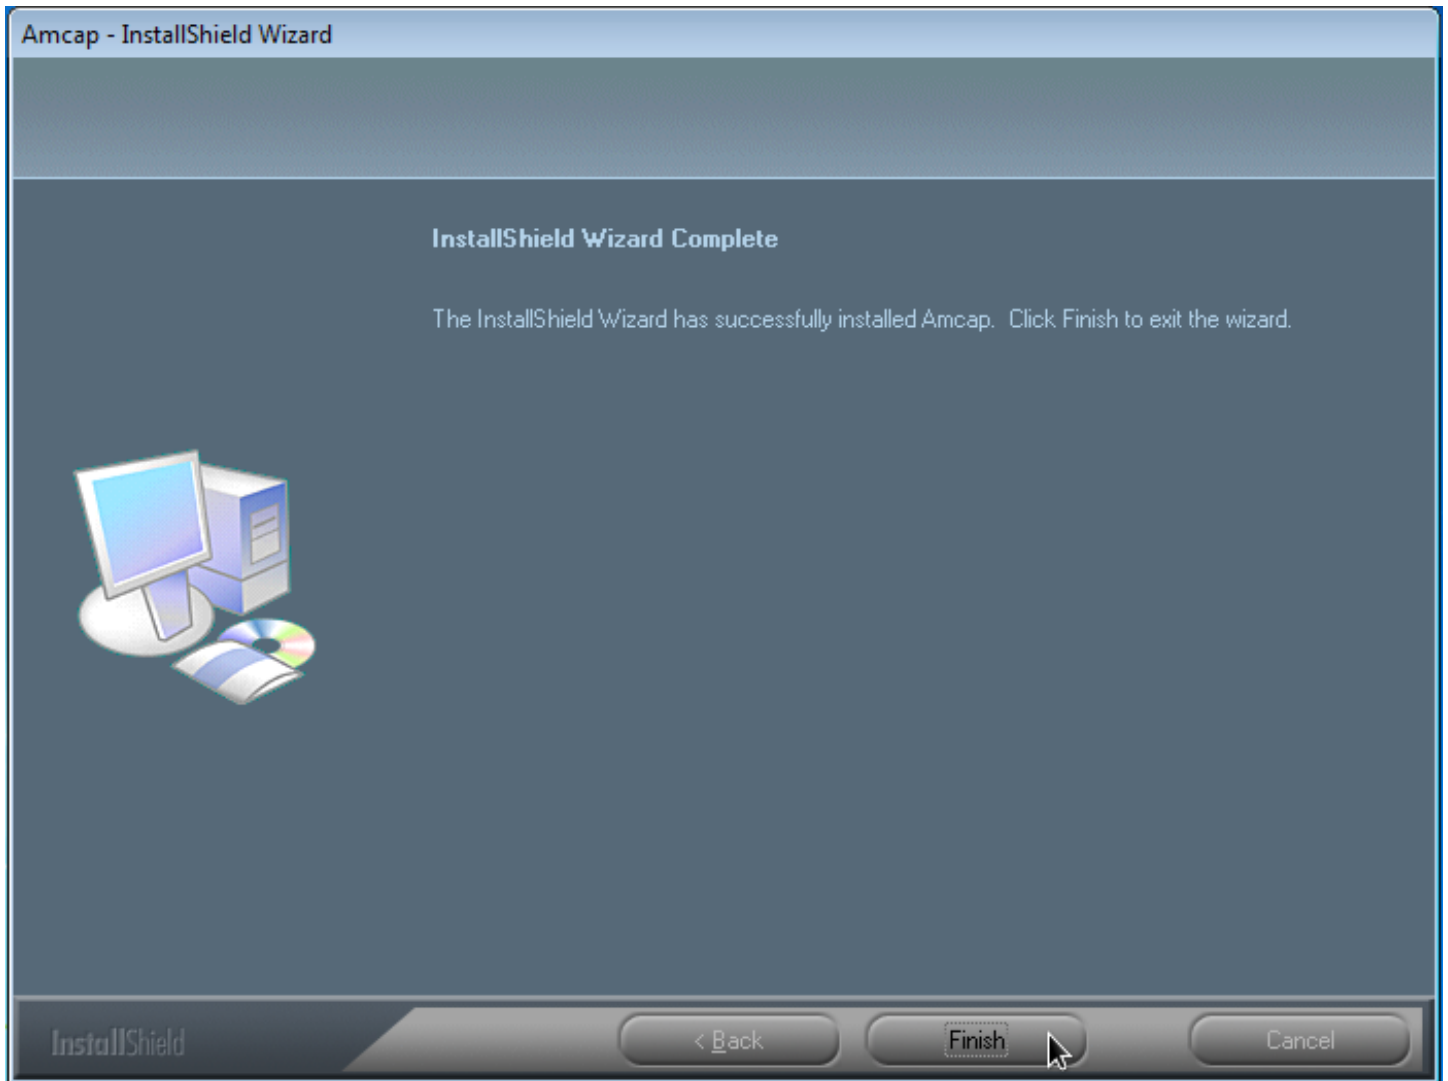 Amcap - InstallShield Wizard
InstallShield Wizard Complete
The InstallShield Wizard has successfully installed Amcap.  Click Finish to exit the wizard.
InstallShield
< Back
Finish
Cancel